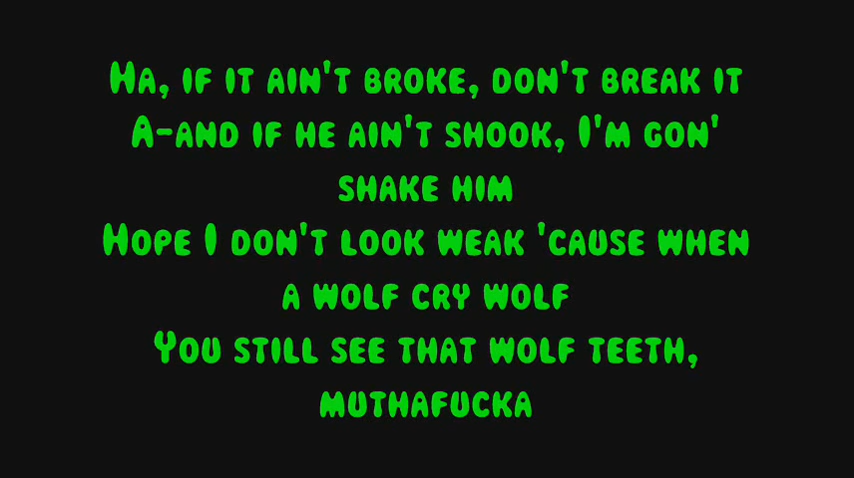 Ha, if it ain't broke, don't break it
A-and if he ain't shook, I'm gon'
shake him
Hope I don't look weak 'cause when
a wolf cry wolf
You still see that wolf teeth,
muthafucka